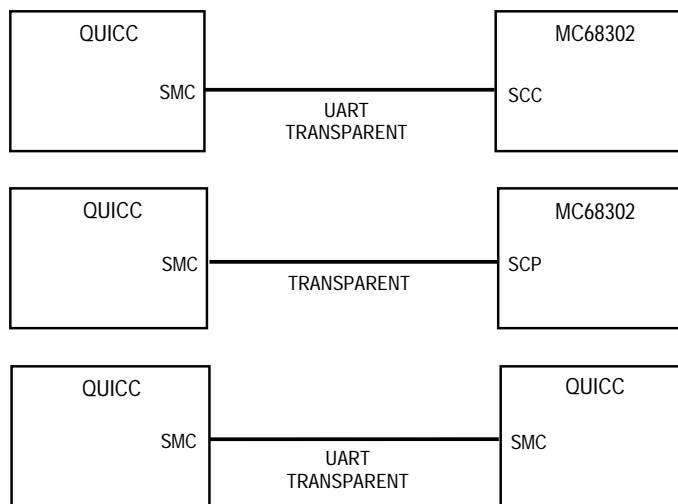 QUICC
MC68302
SMC
SCC
UART
TRANSPARENT
QUICC
MC68302
SMC
SCP
TRANSPARENT
QUICC
QUICC
SMC
SMC
UART
TRANSPARENT